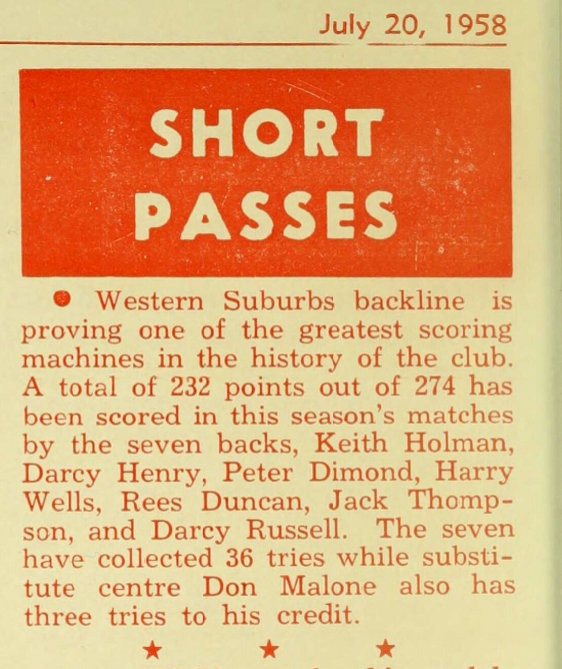 July 20, 1958
SHORT
PASSES
● Western Suburbs backline is
proving one of the greatest scoring
machines in the history of the club.
A total of 232 points out of 274 has
been scored in this season's matches
by the seven backs, Keith Holman,
Darcy Henry, Peter Dimond, Harry
Wells, Rees Duncan, Jack Thomp-
son, and Darcy Russell. The seven
have collected 36 tries while substi-
tute centre Don Malone also has
three tries to his credit.
★ ★ ★